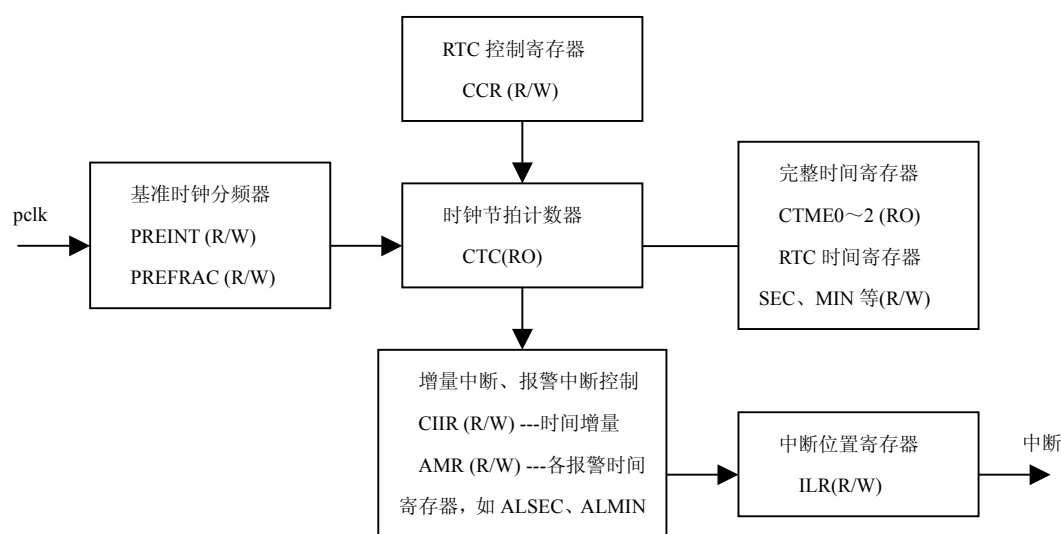 RTC 控制寄存器
CCR (R/W)
pclk
基准时钟分频器
PREINT (R/W)
PREFRAC (R/W)
时钟节拍计数器
CTC(RO)
完整时间寄存器
CTME0～2 (RO)
RTC 时间寄存器
SEC、MIN 等(R/W)
增量中断、报警中断控制
CIIR (R/W) ---时间增量
AMR (R/W) ---各报警时间
寄存器，如 ALSEC、ALMIN
中断位置寄存器
ILR(R/W)
中断